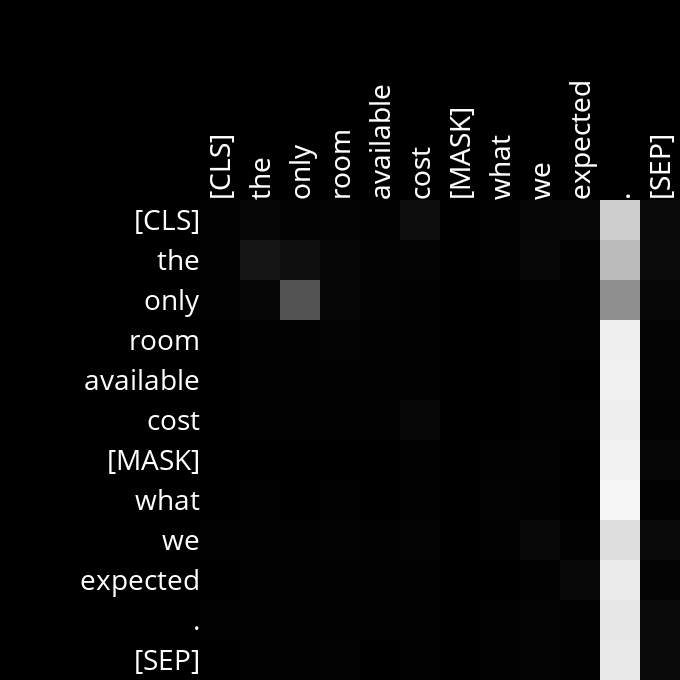 [CLS]
the
only
room
available
cost
[MASK]
what
we
expected
.
[SEP]
[CLS]
the
only
room
available
cost
[MASK]
what
we
expected
.
[SEP]